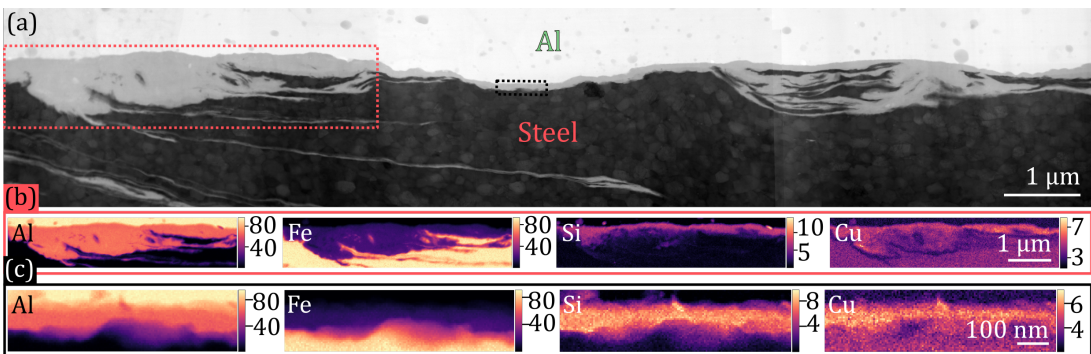 (a)
Al
Steel
1 µm
(b)
Al 80 40 Fe 80 40 Si 10 5 Cu 7 3 1 µm
(c)
Al 80 40 Fe 80 40 Si 8 4 Cu 6 4 100 nm